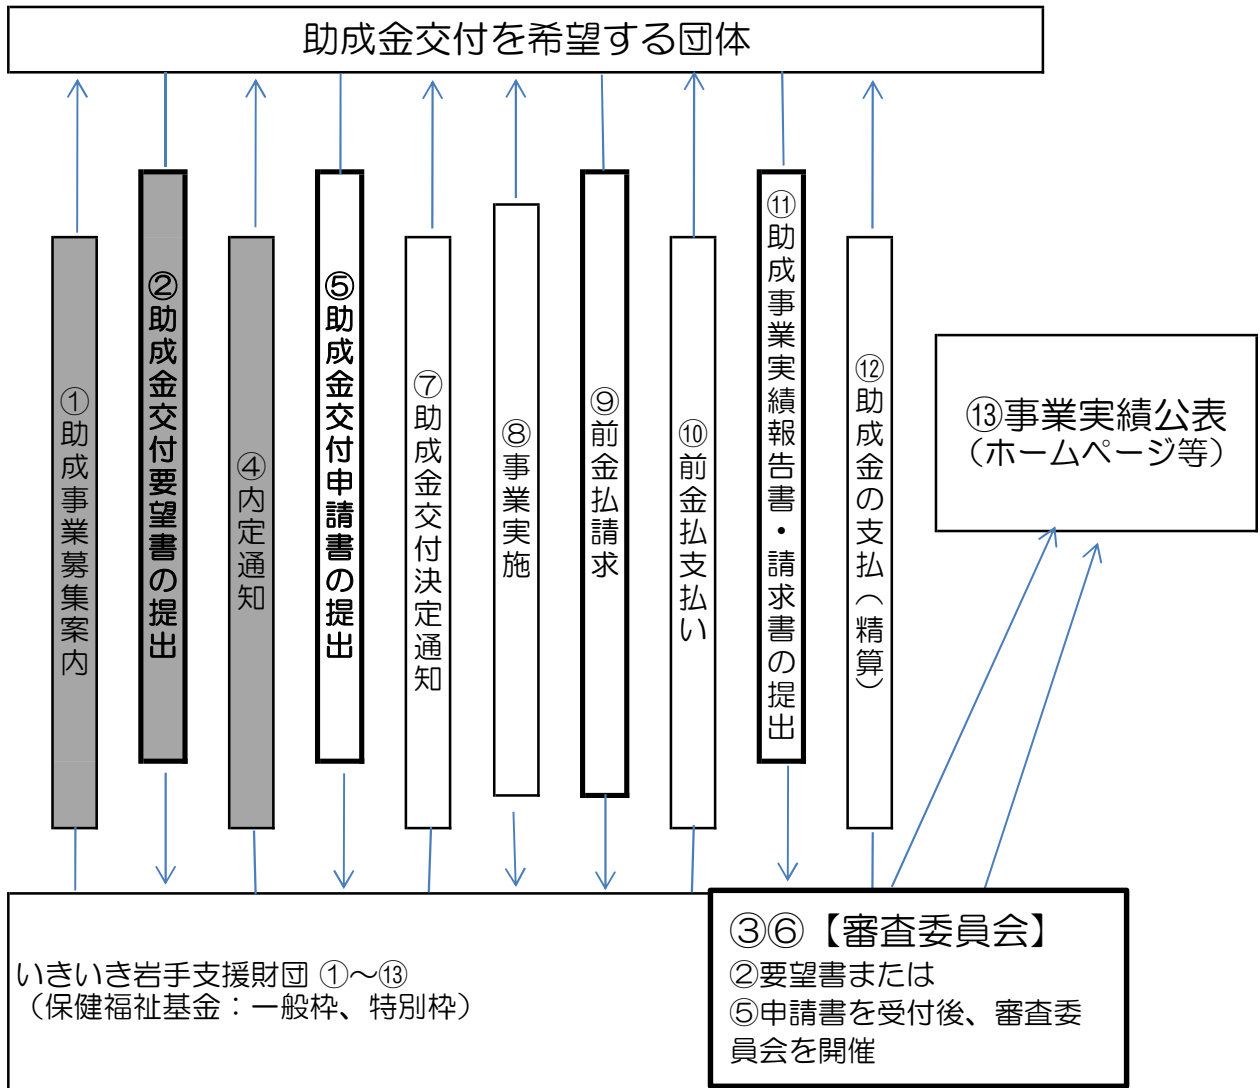 助成金交付を希望する団体
①助成事業募集案内
②助成金交付要望書の提出
④内定通知
⑤助成金交付申請書の提出
⑦助成金交付決定通知
⑧事業実施
⑨前金払請求
⑩前金払支払い
⑪助成事業実績報告書・請求書の提出
⑫助成金の支払（精算）
⑬事業実績公表
（ホームページ等）
いきいき岩手支援財団 ①～⑬
（保健福祉基金：一般枠、特別枠）
③⑥【審査委員会】
②要望書または
⑤申請書を受付後、審査委
員会を開催